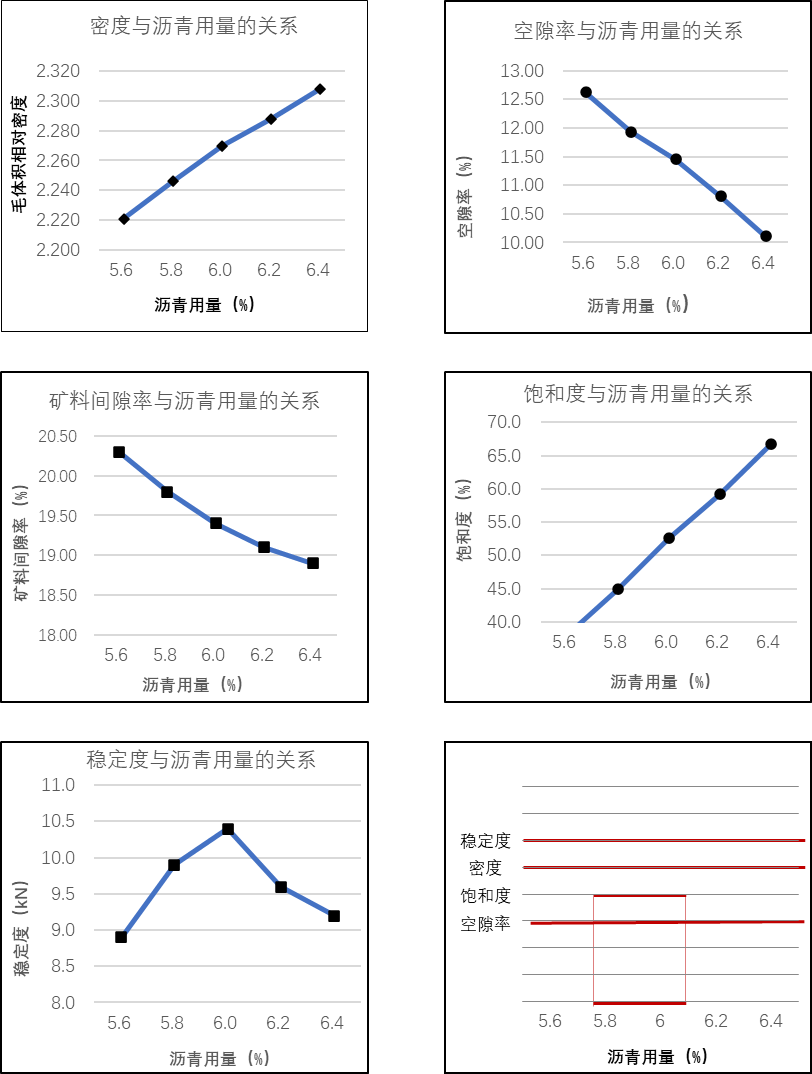 密度与沥青用量的关系
2.320
2.300
2.280
2.260
2.240
2.220
2.200
毛体积相对密度
5.6 5.8 6.0 6.2 6.4
沥青用量（%）
空隙率与沥青用量的关系
13.00
12.50
12.00
11.50
11.00
10.50
10.00
空隙率（%）
5.6 5.8 6.0 6.2 6.4
沥青用量（%）
矿料间隙率与沥青用量的关系
20.50
20.00
19.50
19.00
18.50
18.00
矿料间隙率（%）
5.6 5.8 6.0 6.2 6.4
沥青用量（%）
饱和度与沥青用量的关系
70.0
65.0
60.0
55.0
50.0
45.0
40.0
饱和度（%）
5.6 5.8 6.0 6.2 6.4
沥青用量（%）
稳定度与沥青用量的关系
11.0
10.5
10.0
9.5
9.0
8.5
8.0
稳定度（kN）
5.6 5.8 6.0 6.2 6.4
沥青用量（%）
稳定度
密度
饱和度
空隙率
5.6 5.8 6 6.2 6.4
沥青用量（%）